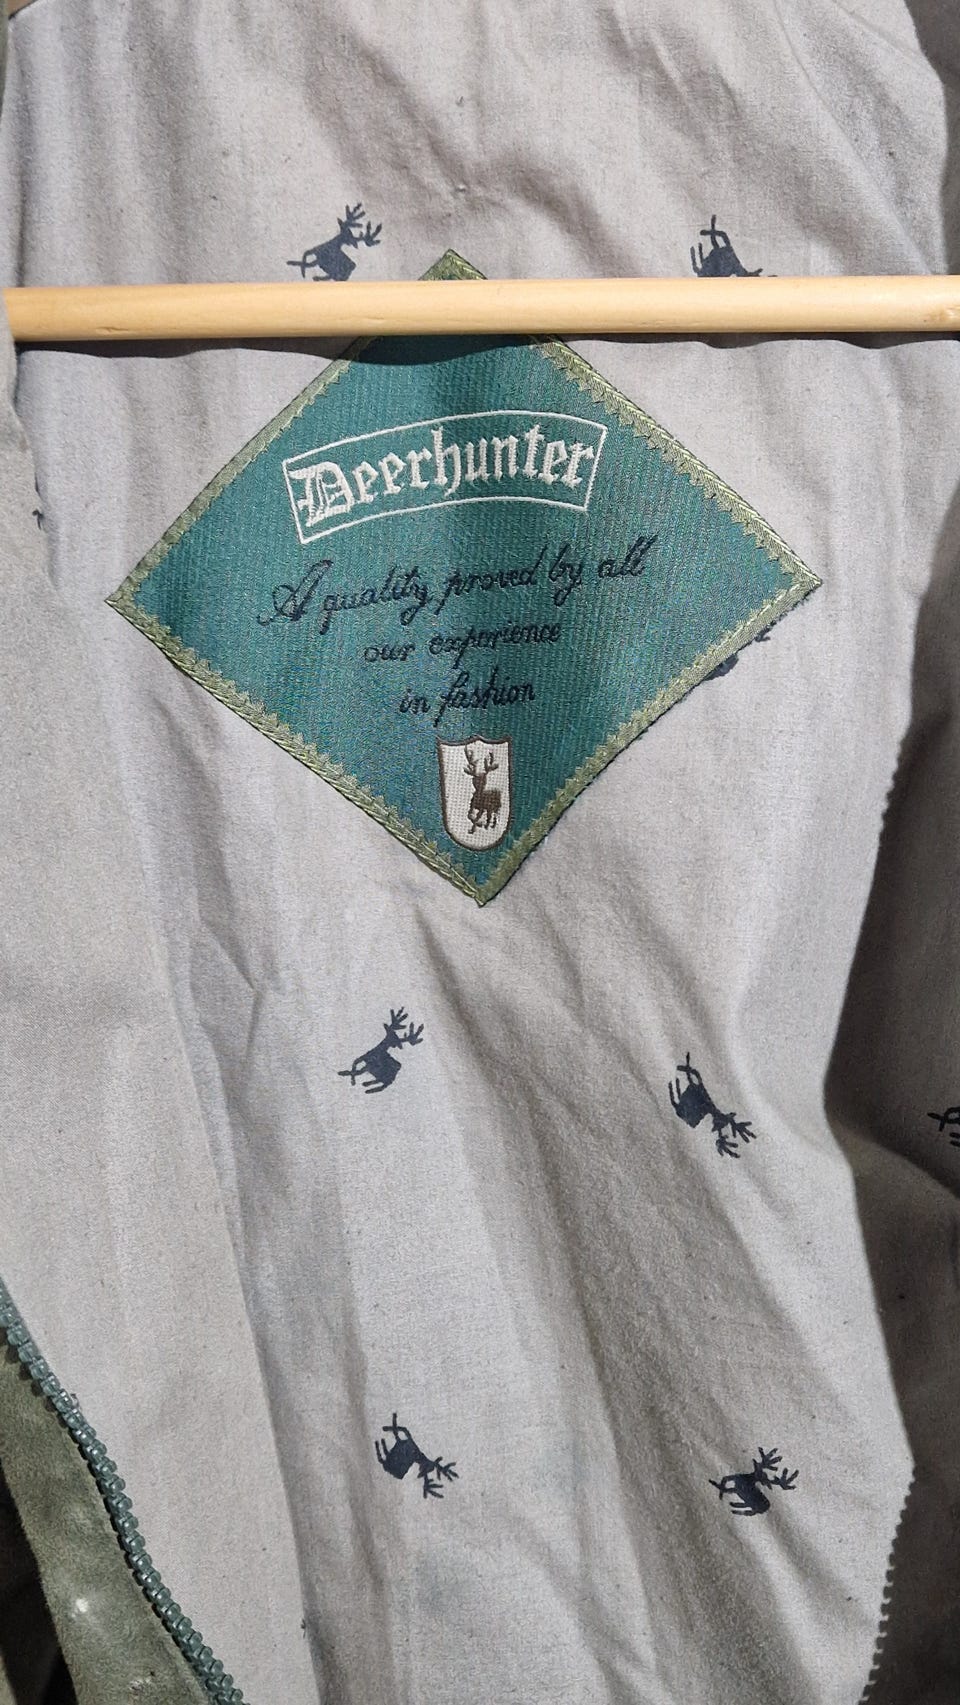 Deerhunter
A quality, proved by all
our experience
in fashion